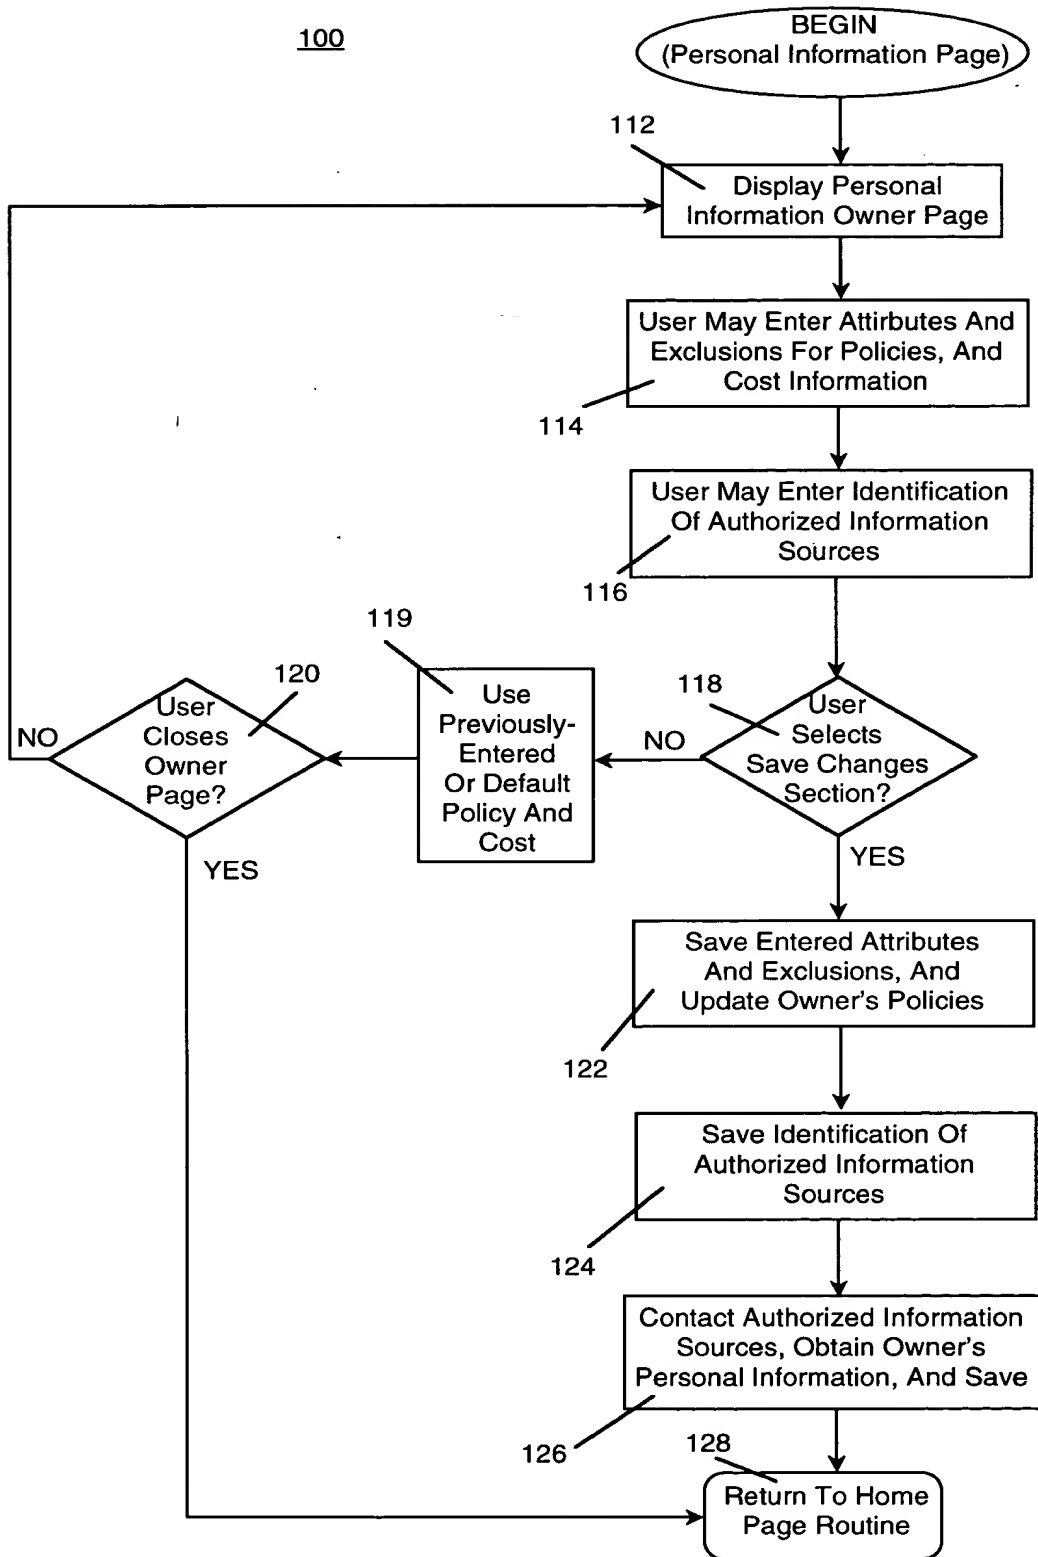 100
BEGIN
(Personal Information Page)
112
Display Personal
Information Owner Page
User May Enter Attirbutes And
Exclusions For Policies, And
Cost Information
114
User May Enter Identification
Of Authorized Information
Sources
116
118
User
Selects
Save Changes
Section?
NO
YES
119
Use
Previously-
Entered
Or Default
Policy And
Cost
120
User
Closes
Owner
Page?
NO
YES
Save Entered Attributes
And Exclusions, And
Update Owner's Policies
122
Save Identification Of
Authorized Information
Sources
124
Contact Authorized Information
Sources, Obtain Owner's
Personal Information, And Save
126
128
Return To Home
Page Routine